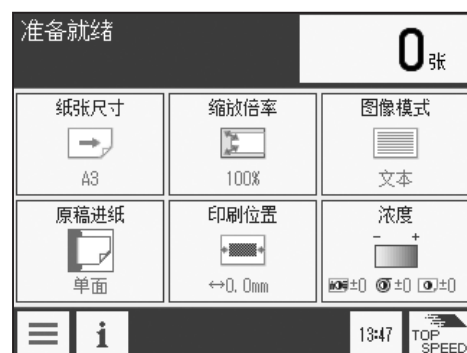 准备就绪
0张
纸张尺寸
缩放倍率
图像模式
A3
100%
文本
原稿进纸
印刷位置
浓度
- +
单面
↔0.0mm
±0 ±0 ±0
i
13:47
TOP
SPEED